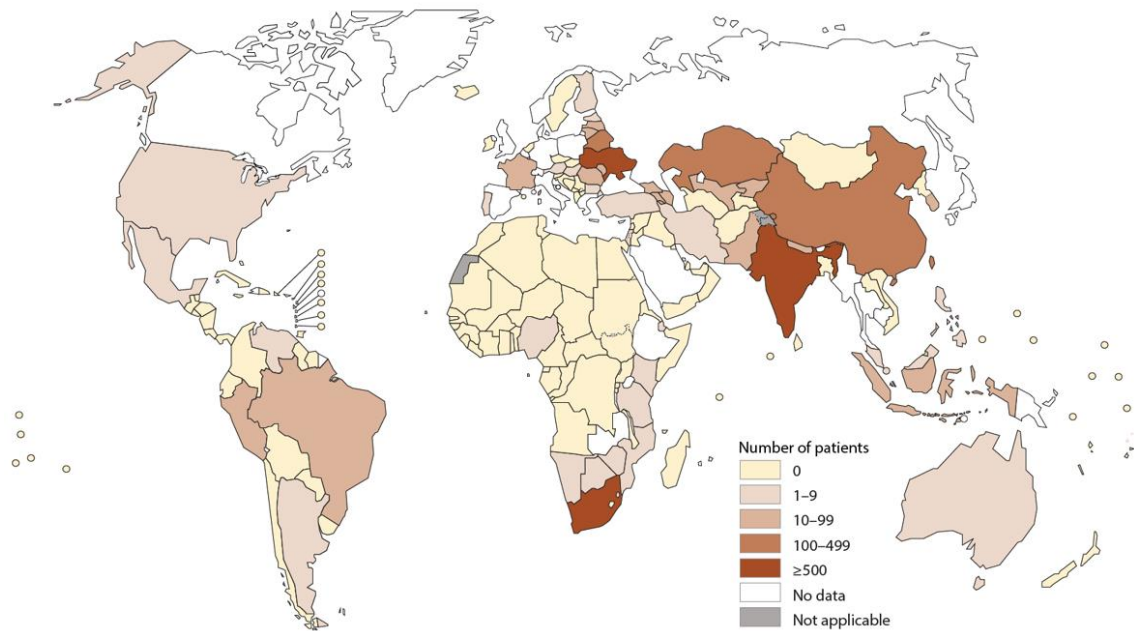 Number of patients
0
1–9
10–99
100–499
≥500
No data
Not applicable